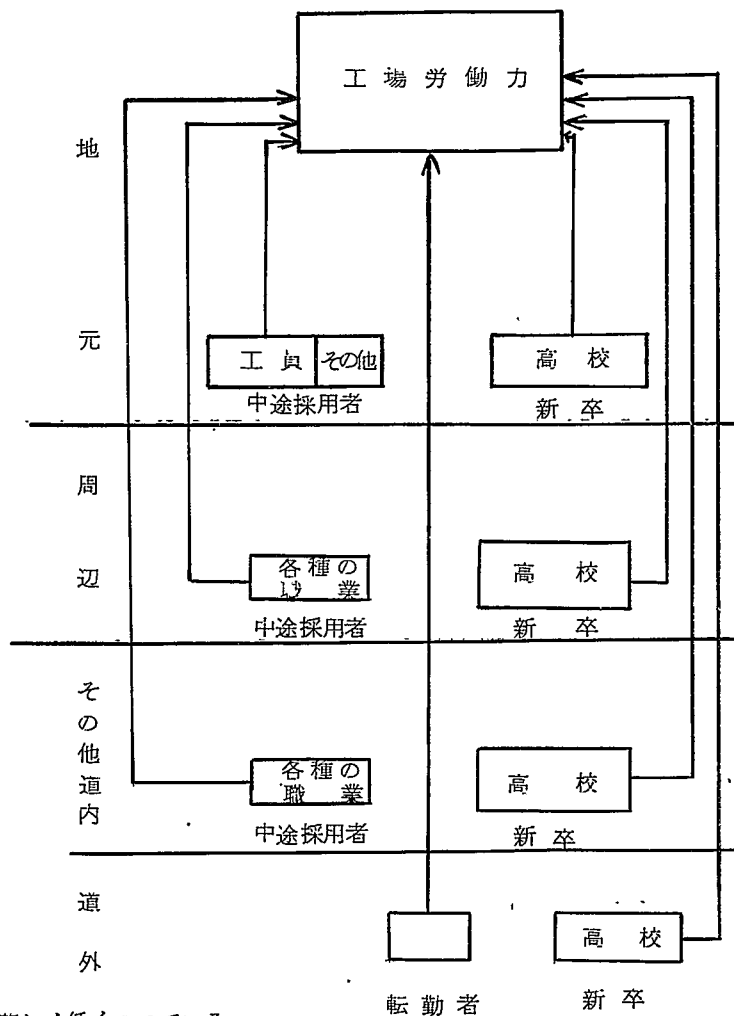 工場労働力
地元
工員 その他
中途採用者
高校
新卒
周辺
各種の
業
中途採用者
高校
新卒
その他道内
各種の
職業
中途採用者
高校
新卒
道外
転勤者
高校
新卒